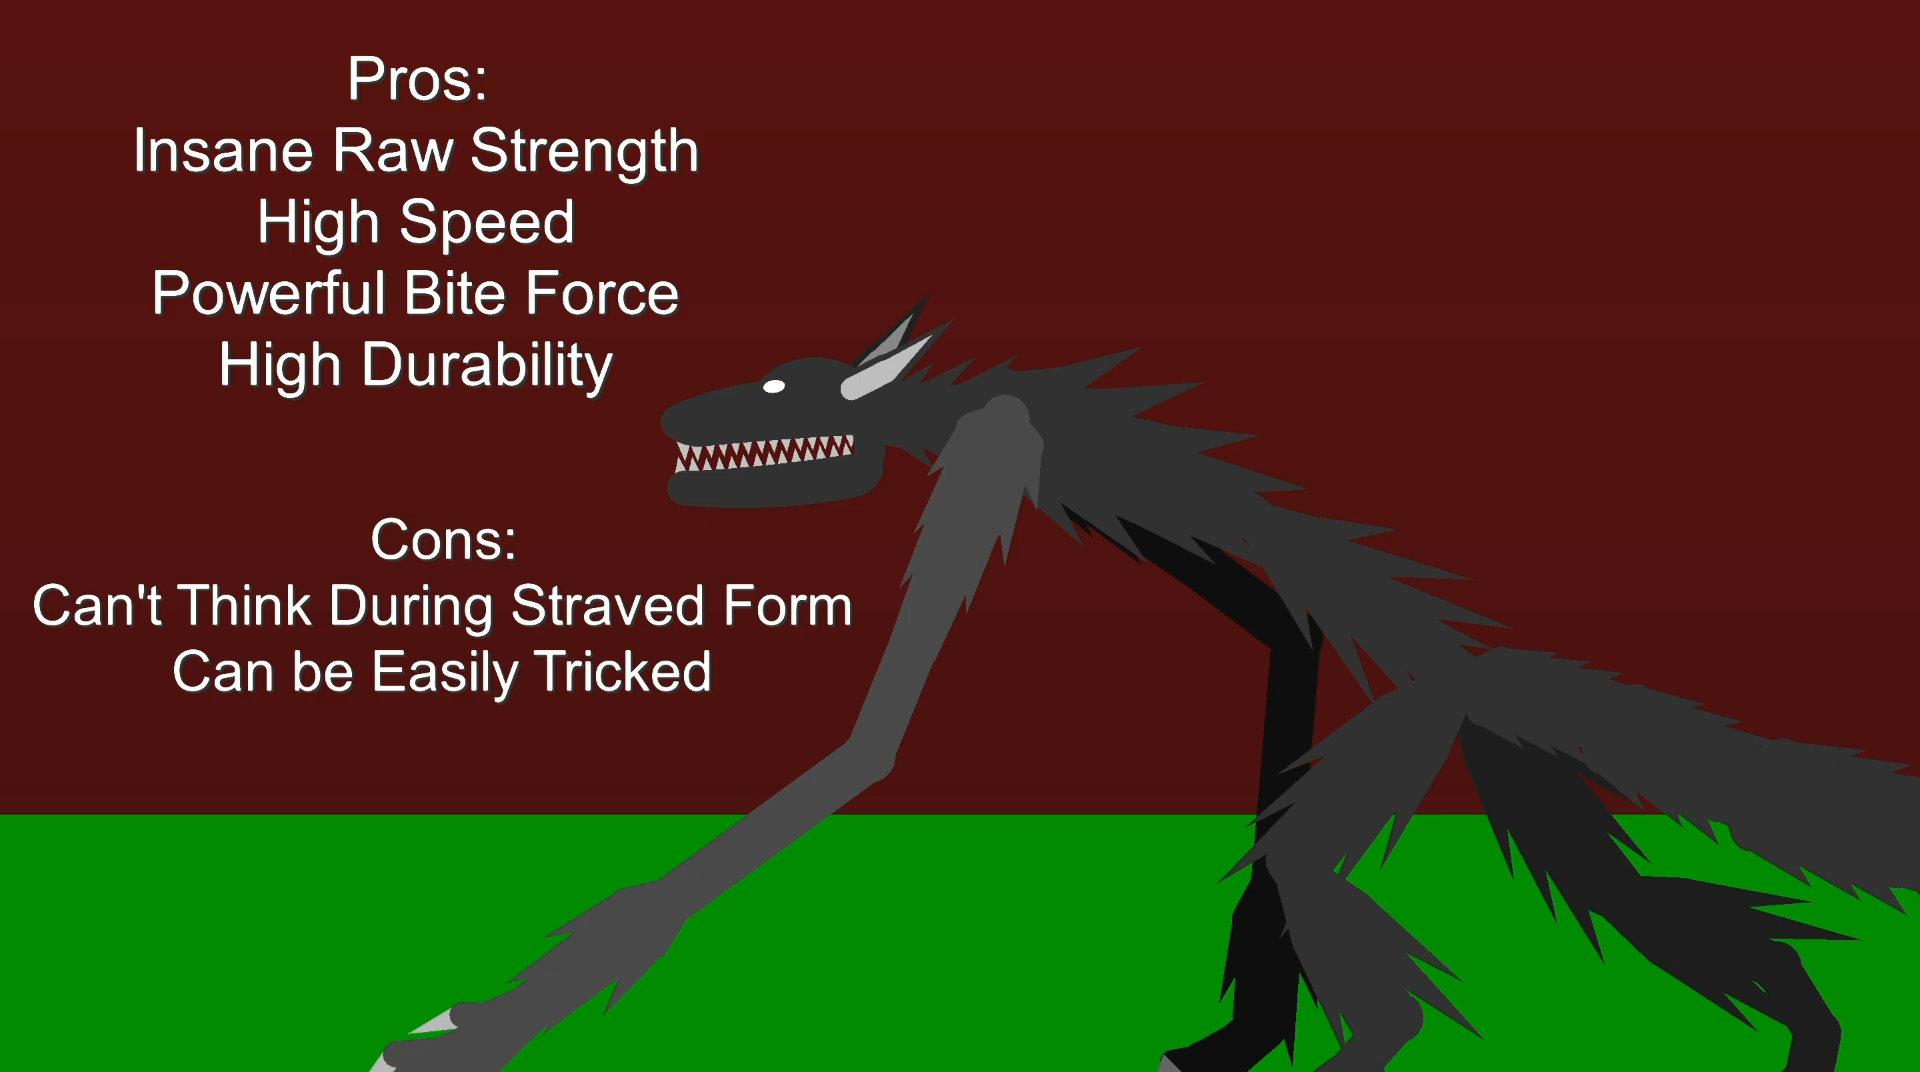 Pros:
Insane Raw Strength
High Speed
Powerful Bite Force
High Durability
Cons:
Can't Think During Straved Form
Can be Easily Tricked